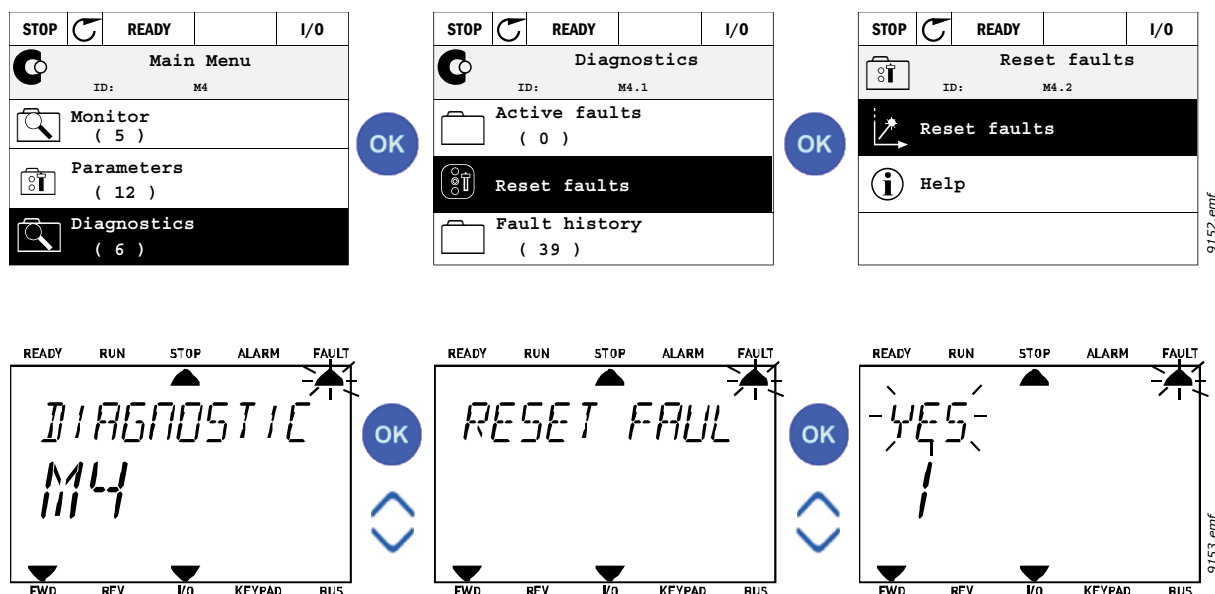 STOP READY I/O
Main Menu
ID: M4
Monitor
( 5 )
Parameters
( 12 )
Diagnostics
( 6 )
OK
STOP READY I/O
Diagnostics
ID: M4.1
Active faults
( 0 )
Reset faults
Fault history
( 39 )
OK
STOP READY I/O
Reset faults
ID: M4.2
Reset faults
Help
9152.emf
READY RUN STOP ALARM FAULT
DIAGNOSTIC
M4
FWD REV I/O KEYPAD BUS
OK
READY RUN STOP ALARM FAULT
RESET FAUL
FWD REV I/O KEYPAD BUS
OK
READY RUN STOP ALARM FAULT
YES
1
FWD REV I/O KEYPAD BUS
9153.emf